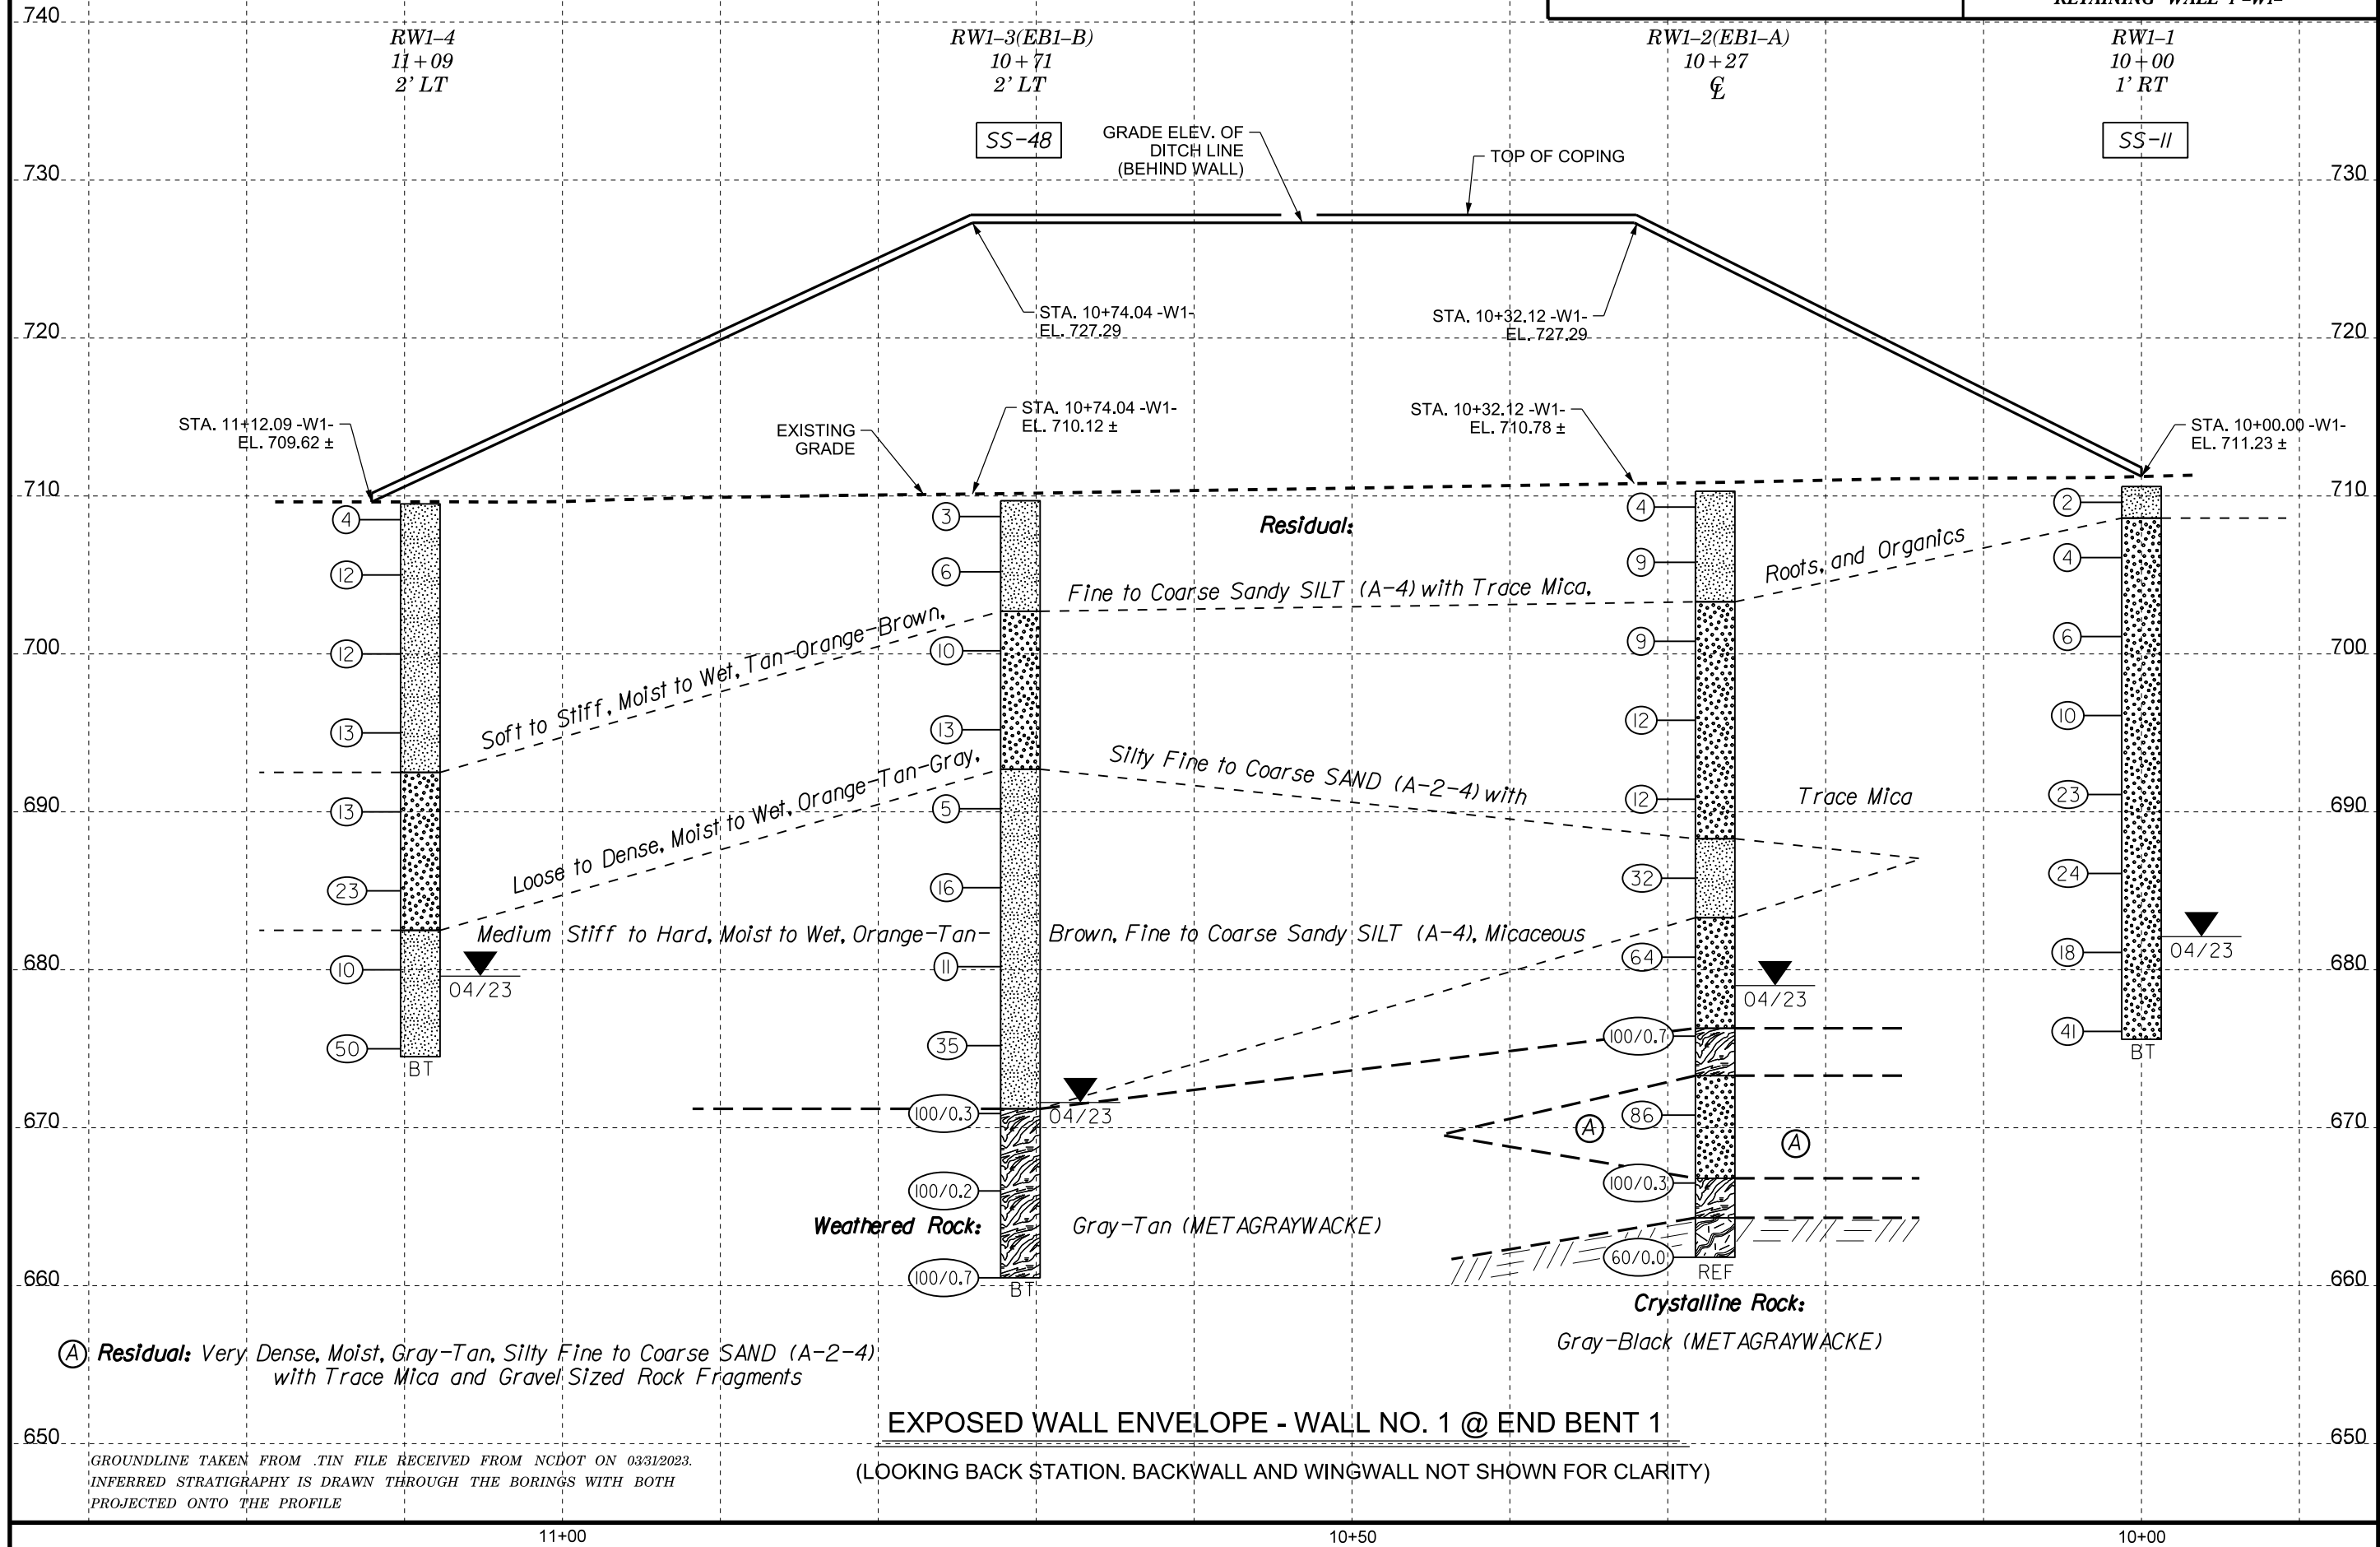 RETAINING WALL 1 -W1-
740
RW1-4
11+09
2' LT
RW1-3(EB1-B)
10+71
2' LT
RW1-2(EB1-A)
10+27
℄
RW1-1
10+00
1' RT
SS-48
SS-11
GRADE ELEV. OF
DITCH LINE
(BEHIND WALL)
TOP OF COPING
730
730
STA. 10+74.04 -W1-
EL. 727.29
STA. 10+32.12 -W1-
EL. 727.29
720
720
STA. 11+12.09 -W1-
EL. 709.62 ±
EXISTING
GRADE
STA. 10+74.04 -W1-
EL. 710.12 ±
STA. 10+32.12 -W1-
EL. 710.78 ±
STA. 10+00.00 -W1-
EL. 711.23 ±
710
710
4
12
12
13
13
23
10
50
BT
04/23
3
6
10
13
5
16
11
35
100/0.3
100/0.2
100/0.7
BT
04/23
4
9
9
12
12
32
64
100/0.7
86
100/0.3
60/0.0
REF
04/23
2
4
6
10
23
24
18
41
BT
04/23
Residual:
Soft to Stiff, Moist to Wet, Tan-Orange-Brown,
Fine to Coarse Sandy SILT (A-4) with Trace Mica,
Roots, and Organics
700
700
Loose to Dense, Moist to Wet, Orange-Tan-Gray,
Silty Fine to Coarse SAND (A-2-4) with
Trace Mica
690
690
Medium Stiff to Hard, Moist to Wet, Orange-Tan-
Brown, Fine to Coarse Sandy SILT (A-4), Micaceous
680
680
670
670
A
A
Weathered Rock:
Gray-Tan (METAGRAYWACKE)
660
660
Crystalline Rock:
Gray-Black (METAGRAYWACKE)
A Residual: Very Dense, Moist, Gray-Tan, Silty Fine to Coarse SAND (A-2-4)
with Trace Mica and Gravel Sized Rock Fragments
EXPOSED WALL ENVELOPE - WALL NO. 1 @ END BENT 1
650
650
(LOOKING BACK STATION. BACKWALL AND WINGWALL NOT SHOWN FOR CLARITY)
GROUNDLINE TAKEN FROM .TIN FILE RECEIVED FROM NCDOT ON 03/31/2023.
INFERRED STRATIGRAPHY IS DRAWN THROUGH THE BORINGS WITH BOTH
PROJECTED ONTO THE PROFILE
11+00
10+50
10+00